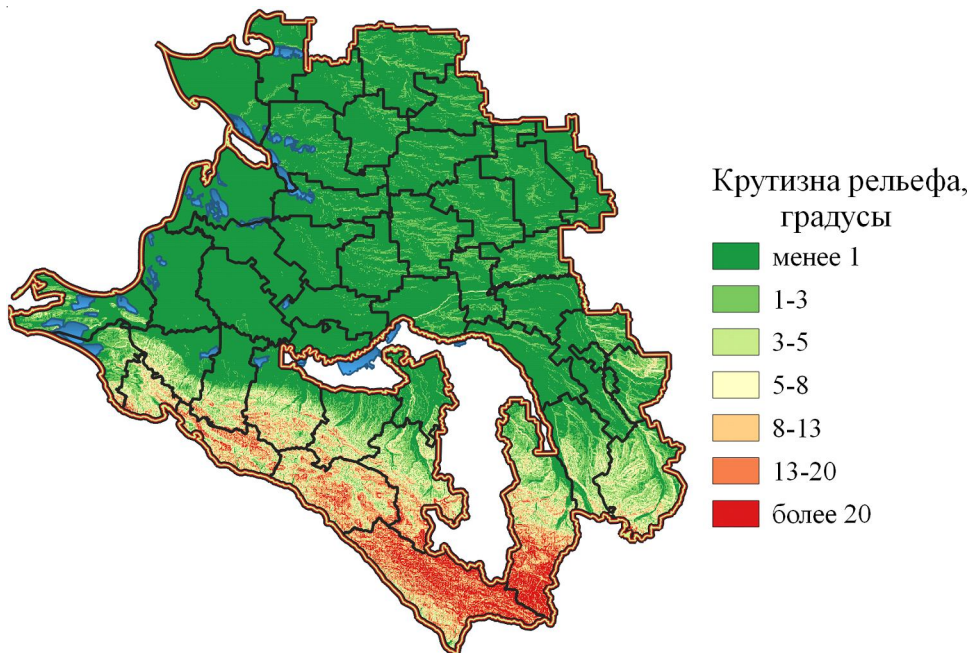 Крутизна рельефа,
градусы
менее 1
1-3
3-5
5-8
8-13
13-20
более 20